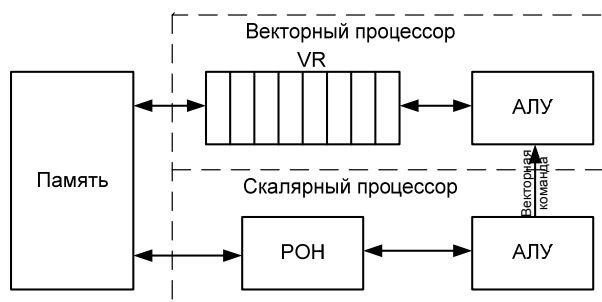 Векторный процессор
VR
Память
АЛУ
Векторная
команда
Скалярный процессор
РОН
АЛУ